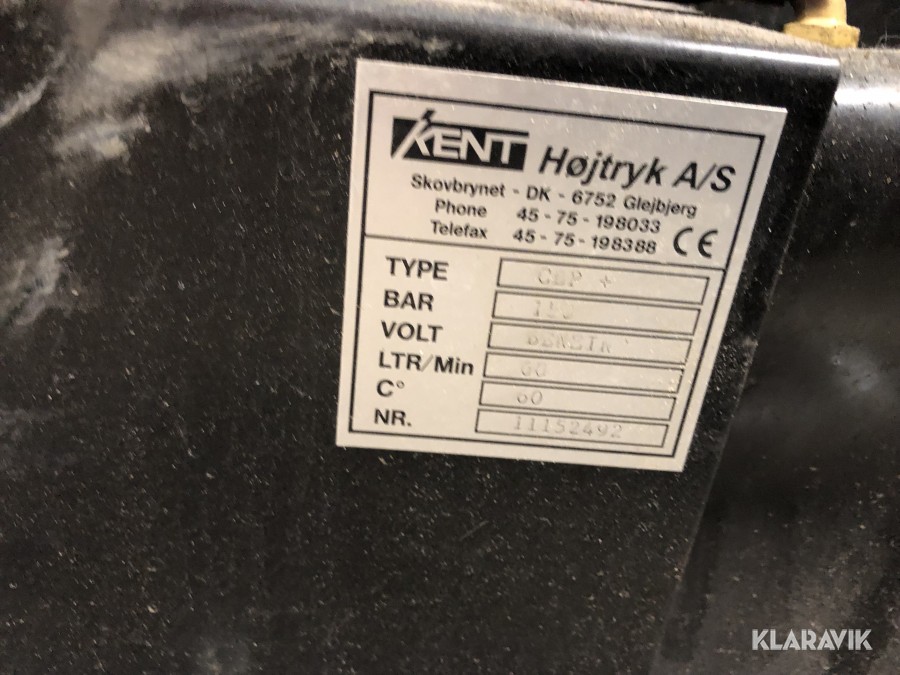 KENT Højtryk A/S
Skovbrynet - DK - 6752 Glejbjerg
Phone 45 - 75 - 198033
Telefax 45 - 75 - 198388 CE
TYPE
BAR
VOLT BENZIN
LTR/Min 60
C° 60
NR. 11152492
KLARAVIK